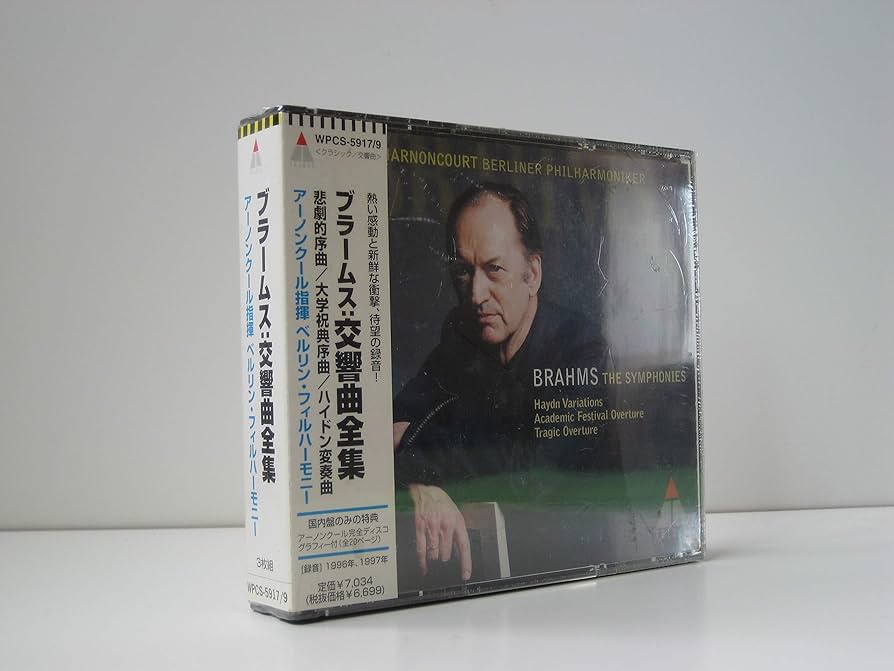 ブラームス:交響曲全集
アーノンクール指揮 ベルリン・フィルハーモニー
3枚組
WPCS-5917/9
WPCS-5917/9
<クラシック/交響曲>
熱い感動と新鮮な衝撃、待望の録音!
悲劇的序曲/大学祝典序曲/ハイドン変奏曲
ブラームス:交響曲全集
アーノンクール指揮 ベルリン・フィルハーモニー
国内盤のみの特典
アーノンクール完全ディスコ
グラフィー付(全20ページ)
[録音] 1996年、1997年
定価¥7,034
(税抜価格¥6,699)
ARNONCOURT BERLINER PHILHARMONIKER
BRAHMS THE SYMPHONIES
Haydn Variations
Academic Festival Overture
Tragic Overture